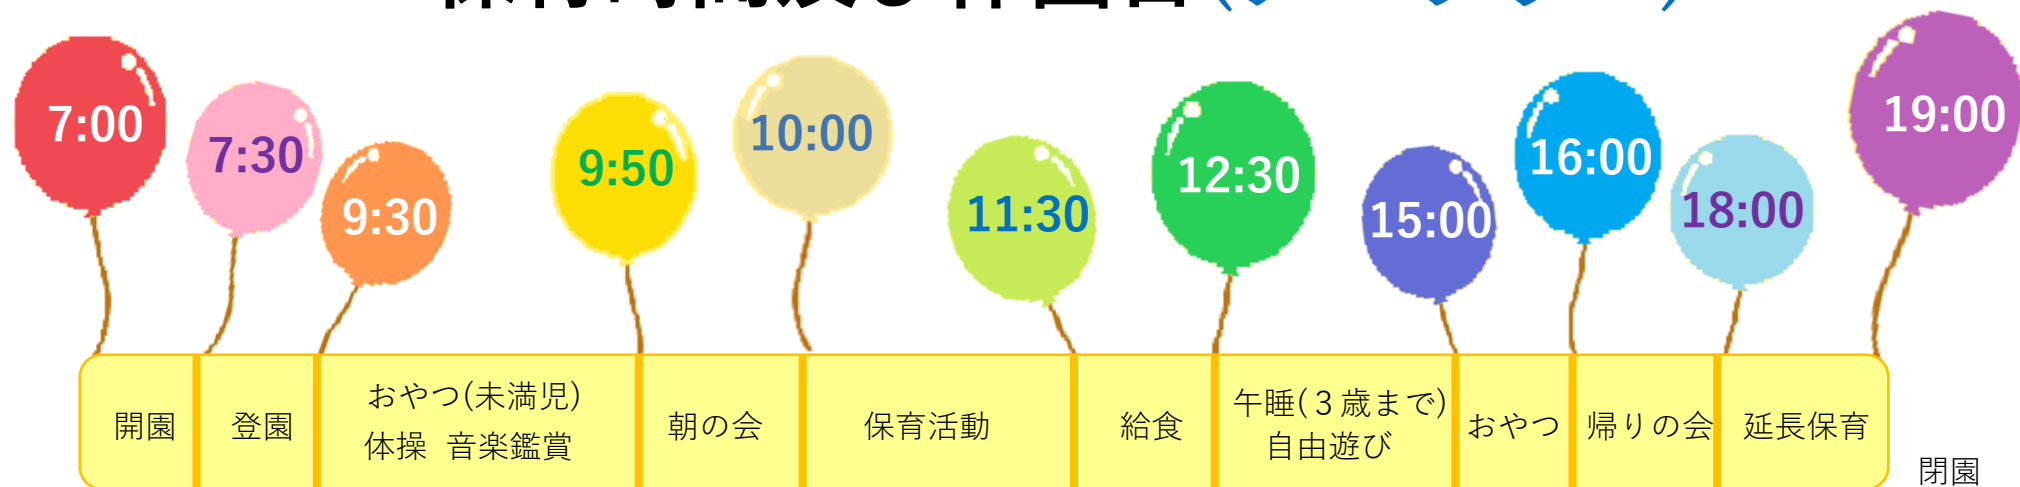 7:00
7:30
9:30
9:50
10:00
11:30
12:30
15:00
16:00
18:00
19:00
開園
登園
おやつ(未満児)
体操 音楽鑑賞
朝の会
保育活動
給食
午睡(３歳まで)
自由遊び
おやつ
帰りの会
延長保育
閉園